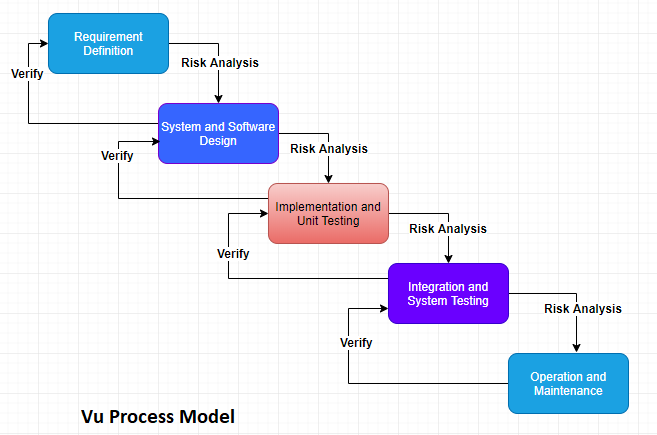 Requirement
Definition
Risk Analysis
Verify
System and Software
Design
Risk Analysis
Verify
Implementation and
Unit Testing
Risk Analysis
Verify
Integration and
System Testing
Risk Analysis
Verify
Operation and
Maintenance
Vu Process Model